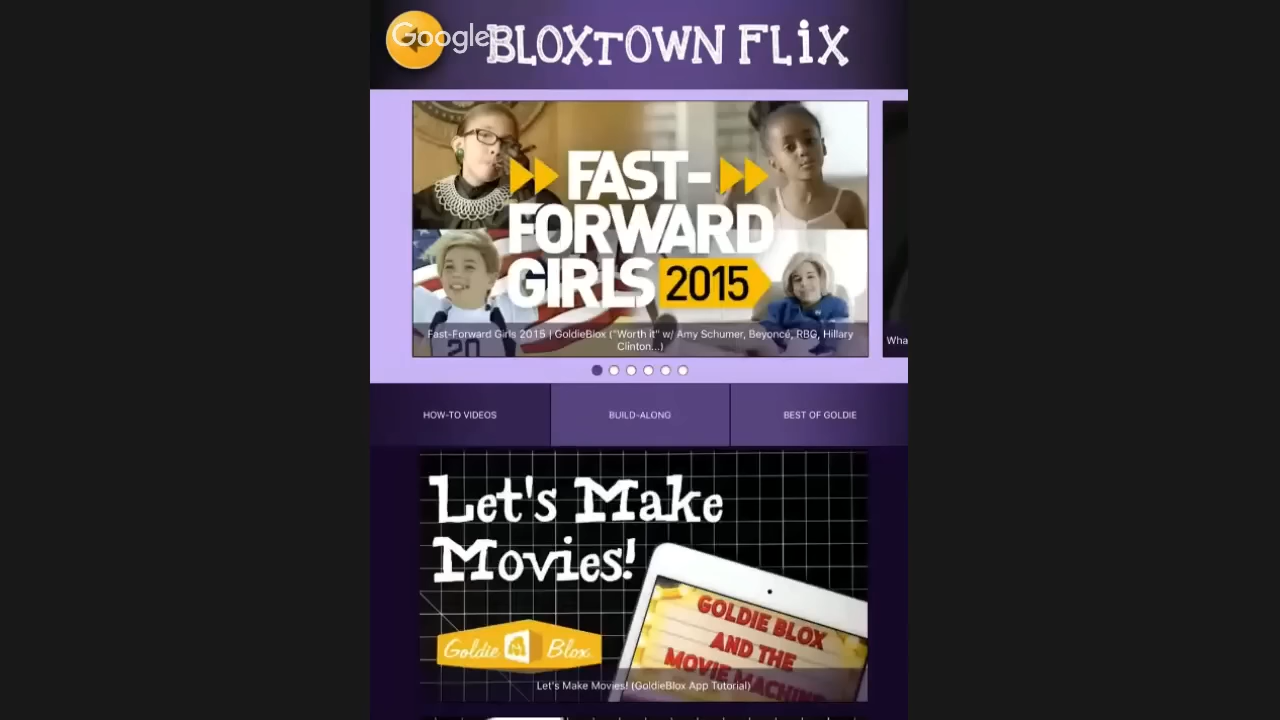 Google
BLOXTOWN FLiX
FAST-
FORWARD
GIRLS 2015
20
Fast-Forward Girls 2015 | GoldieBlox ("Worth it" w/ Amy Schumer, Beyoncé, RBG, Hillary
Clinton...)
Wha
HOW-TO VIDEOS
BUILD-ALONG
BEST OF GOLDIE
Let's Make
Movies!
GOLDIE BLOX
AND THE
MOVIE MACHINE
Goldie Blox
Let's Make Movies! (GoldieBlox App Tutorial)